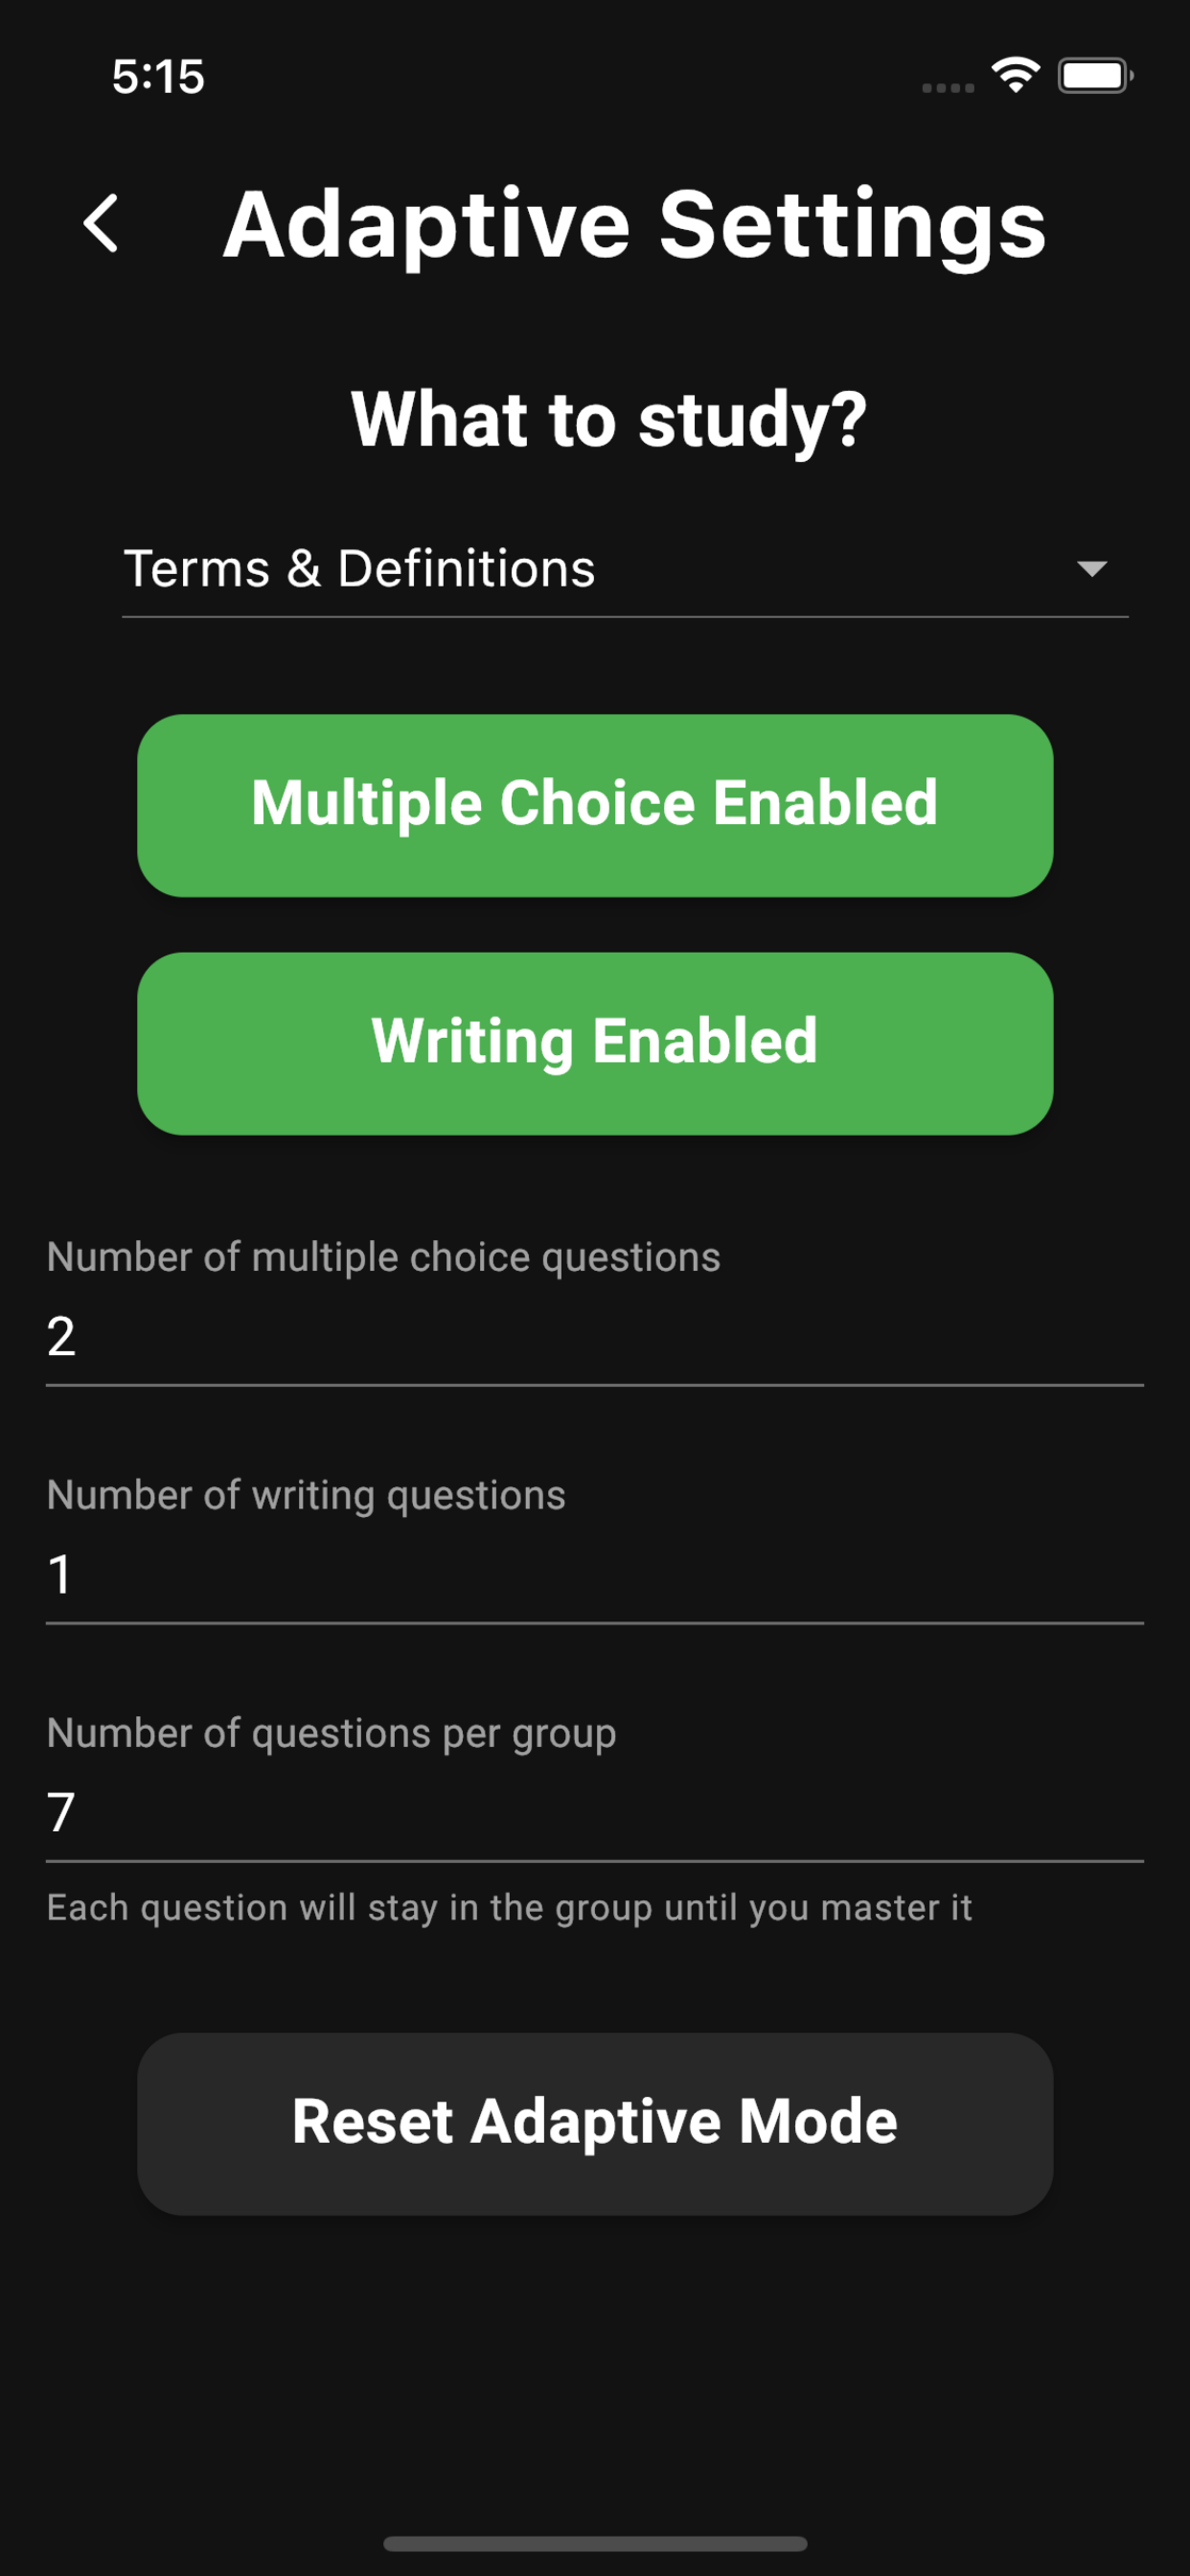 5:15
Adaptive Settings
What to study?
Terms & Definitions
Multiple Choice Enabled
Writing Enabled
Number of multiple choice questions
2
Number of writing questions
1
Number of questions per group
7
Each question will stay in the group until you master it
Reset Adaptive Mode